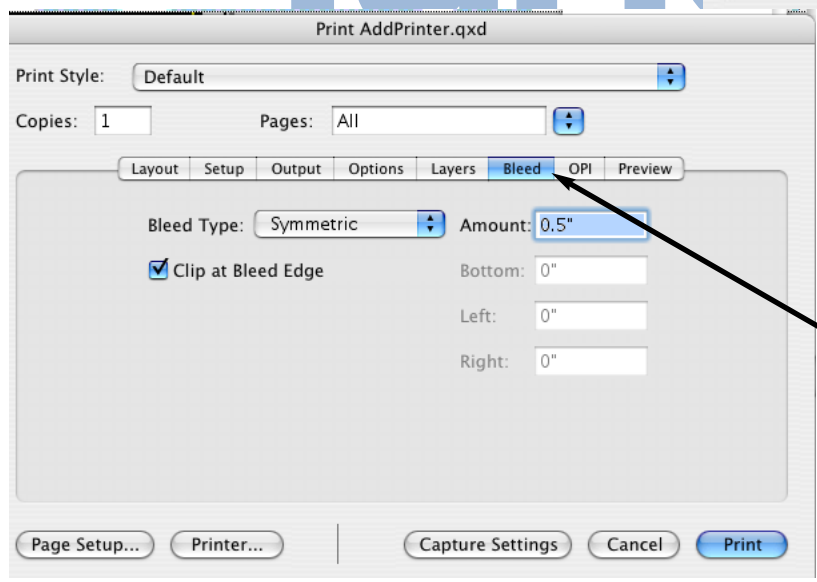 Print AddPrinter.qxd
Print Style: Default
Copies: 1 Pages: All
Layout Setup Output Options Layers Bleed OPI Preview
Bleed Type: Symmetric Amount: 0.5"
Clip at Bleed Edge Bottom: 0"
Left: 0"
Right: 0"
Page Setup... Printer... Capture Settings Cancel Print